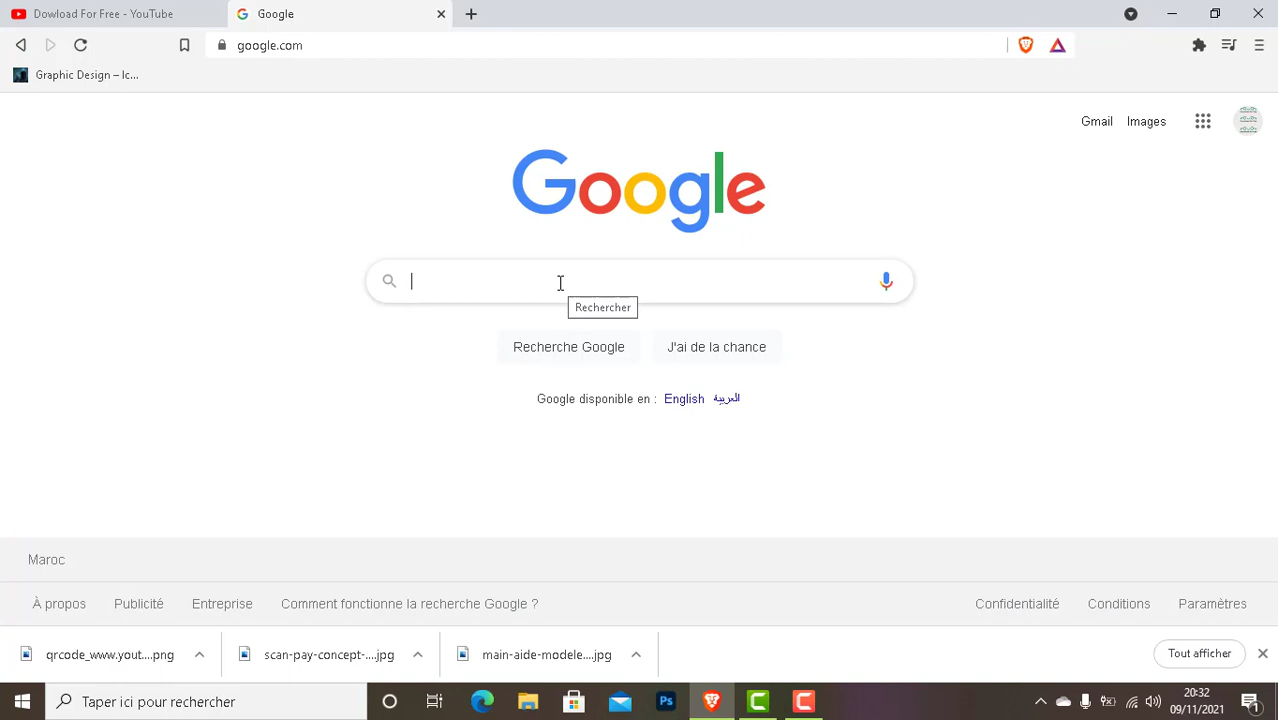 Dowload For Free - YouTube
Google
google.com
Graphic Design – Ic...
Gmail Images
Google
Rechercher
Recherche Google J'ai de la chance
Google disponible en : English العربية
Maroc
À propos Publicité Entreprise Comment fonctionne la recherche Google ? Confidentialité Conditions Paramètres
qrcode_www.yout....png scan-pay-concept-....jpg main-aide-modele....jpg Tout afficher
Taper ici pour rechercher
Ps
20:32
09/11/2021
1